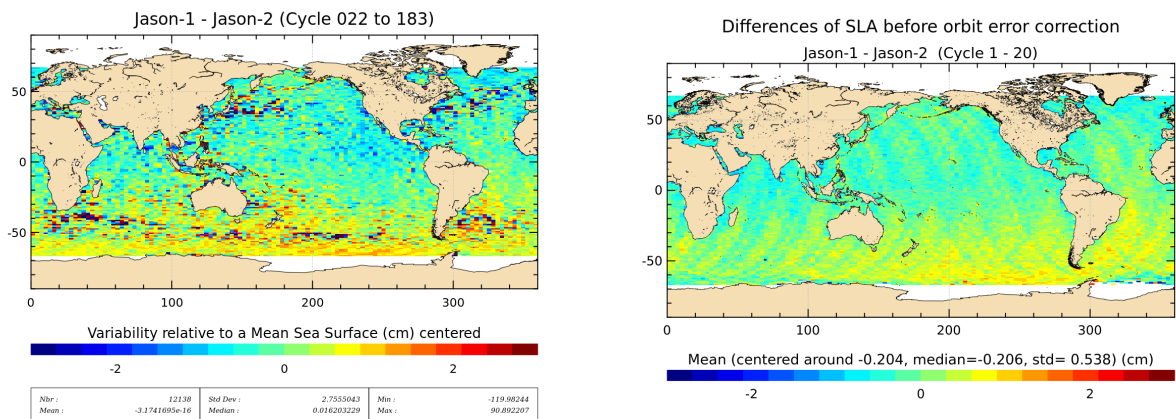 Jason-1 - Jason-2 (Cycle 022 to 183)
50
0
-50
0 100 200 300
Variability relative to a Mean Sea Surface (cm) centered
-2 0 2
Nbr : 12138 Std Dev : 2.7555043 Min : -119.98244
Mean : -3.1741695e-16 Median : 0.016203229 Max : 90.892207
Differences of SLA before orbit error correction
Jason-1 - Jason-2 (Cycle 1 - 20)
50
0
-50
0 100 200 300
Mean (centered around -0.204, median=-0.206, std= 0.538) (cm)
-2 0 2